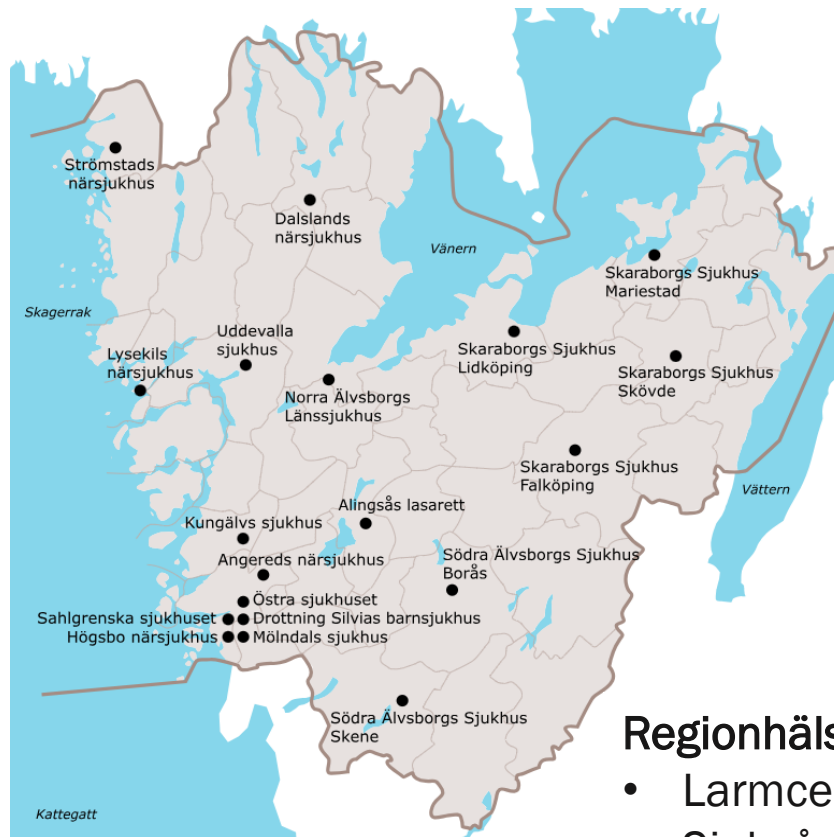 Strömstads
närsjukhus
Dalslands
närsjukhus
Vänern
Skaraborgs Sjukhus
Mariestad
Skagerrak
Uddevalla
sjukhus
Lysekils
närsjukhus
Skaraborgs Sjukhus
Lidköping
Skaraborgs Sjukhus
Skövde
Norra Älvsborgs
Länssjukhus
Skaraborgs Sjukhus
Falköping
Vättern
Alingsås lasarett
Kungälvs sjukhus
Södra Älvsborgs Sjukhus
Borås
Angereds närsjukhus
Östra sjukhuset
Sahlgrenska sjukhuset
Drottning Silvias barnsjukhus
Högsbo närsjukhus
Mölndals sjukhus
Södra Älvsborgs Sjukhus
Skene
Regionhäls
• Larmce
Kattegatt